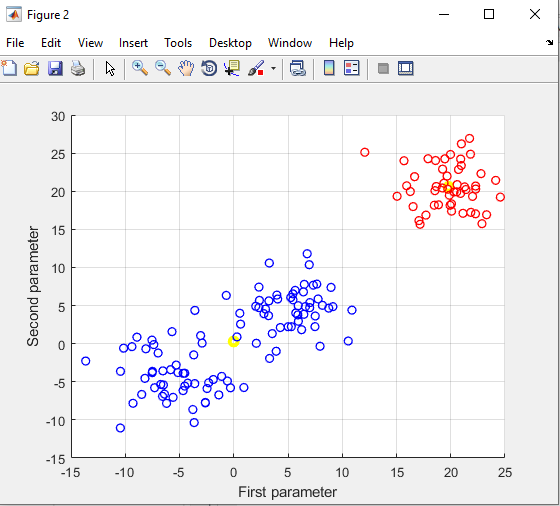 Figure 2
File Edit View Insert Tools Desktop Window Help
30
25
20
15
10
5
0
-5
-10
-15
Second parameter
-15 -10 -5 0 5 10 15 20 25
First parameter